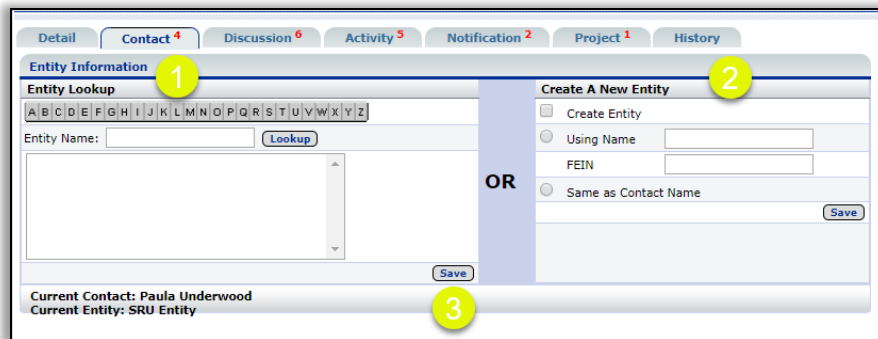 Detail Contact 4 Discussion 6 Activity 5 Notification 2 Project 1 History
Entity Information
1
2
Entity Lookup
Create A New Entity
A B C D E F G H I J K L M N O P Q R S T U V W X Y Z
Create Entity
Entity Name: Lookup
Using Name
FEIN
OR
Same as Contact Name
Save
Save
Current Contact: Paula Underwood
3
Current Entity: SRU Entity